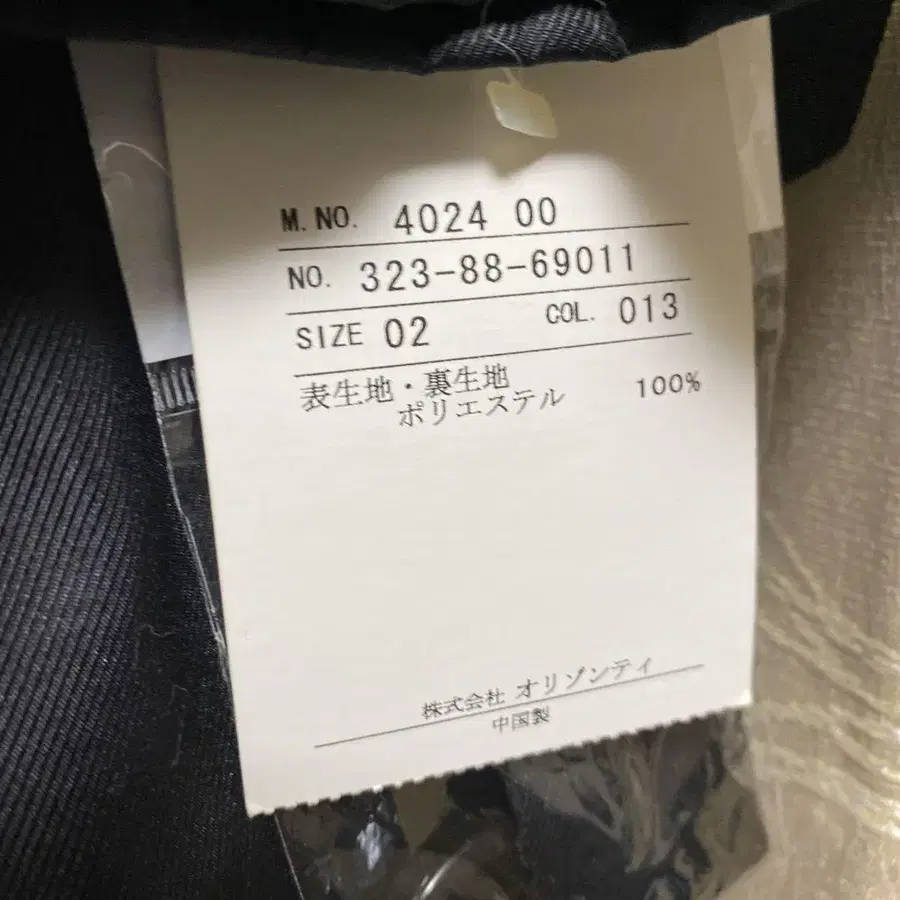 M.NO. 4024 00
NO. 323-88-69011
SIZE 02 COL. 013
表生地・裏生地
ポリエステル 100%
株式会社 オリゾンティ
中国製